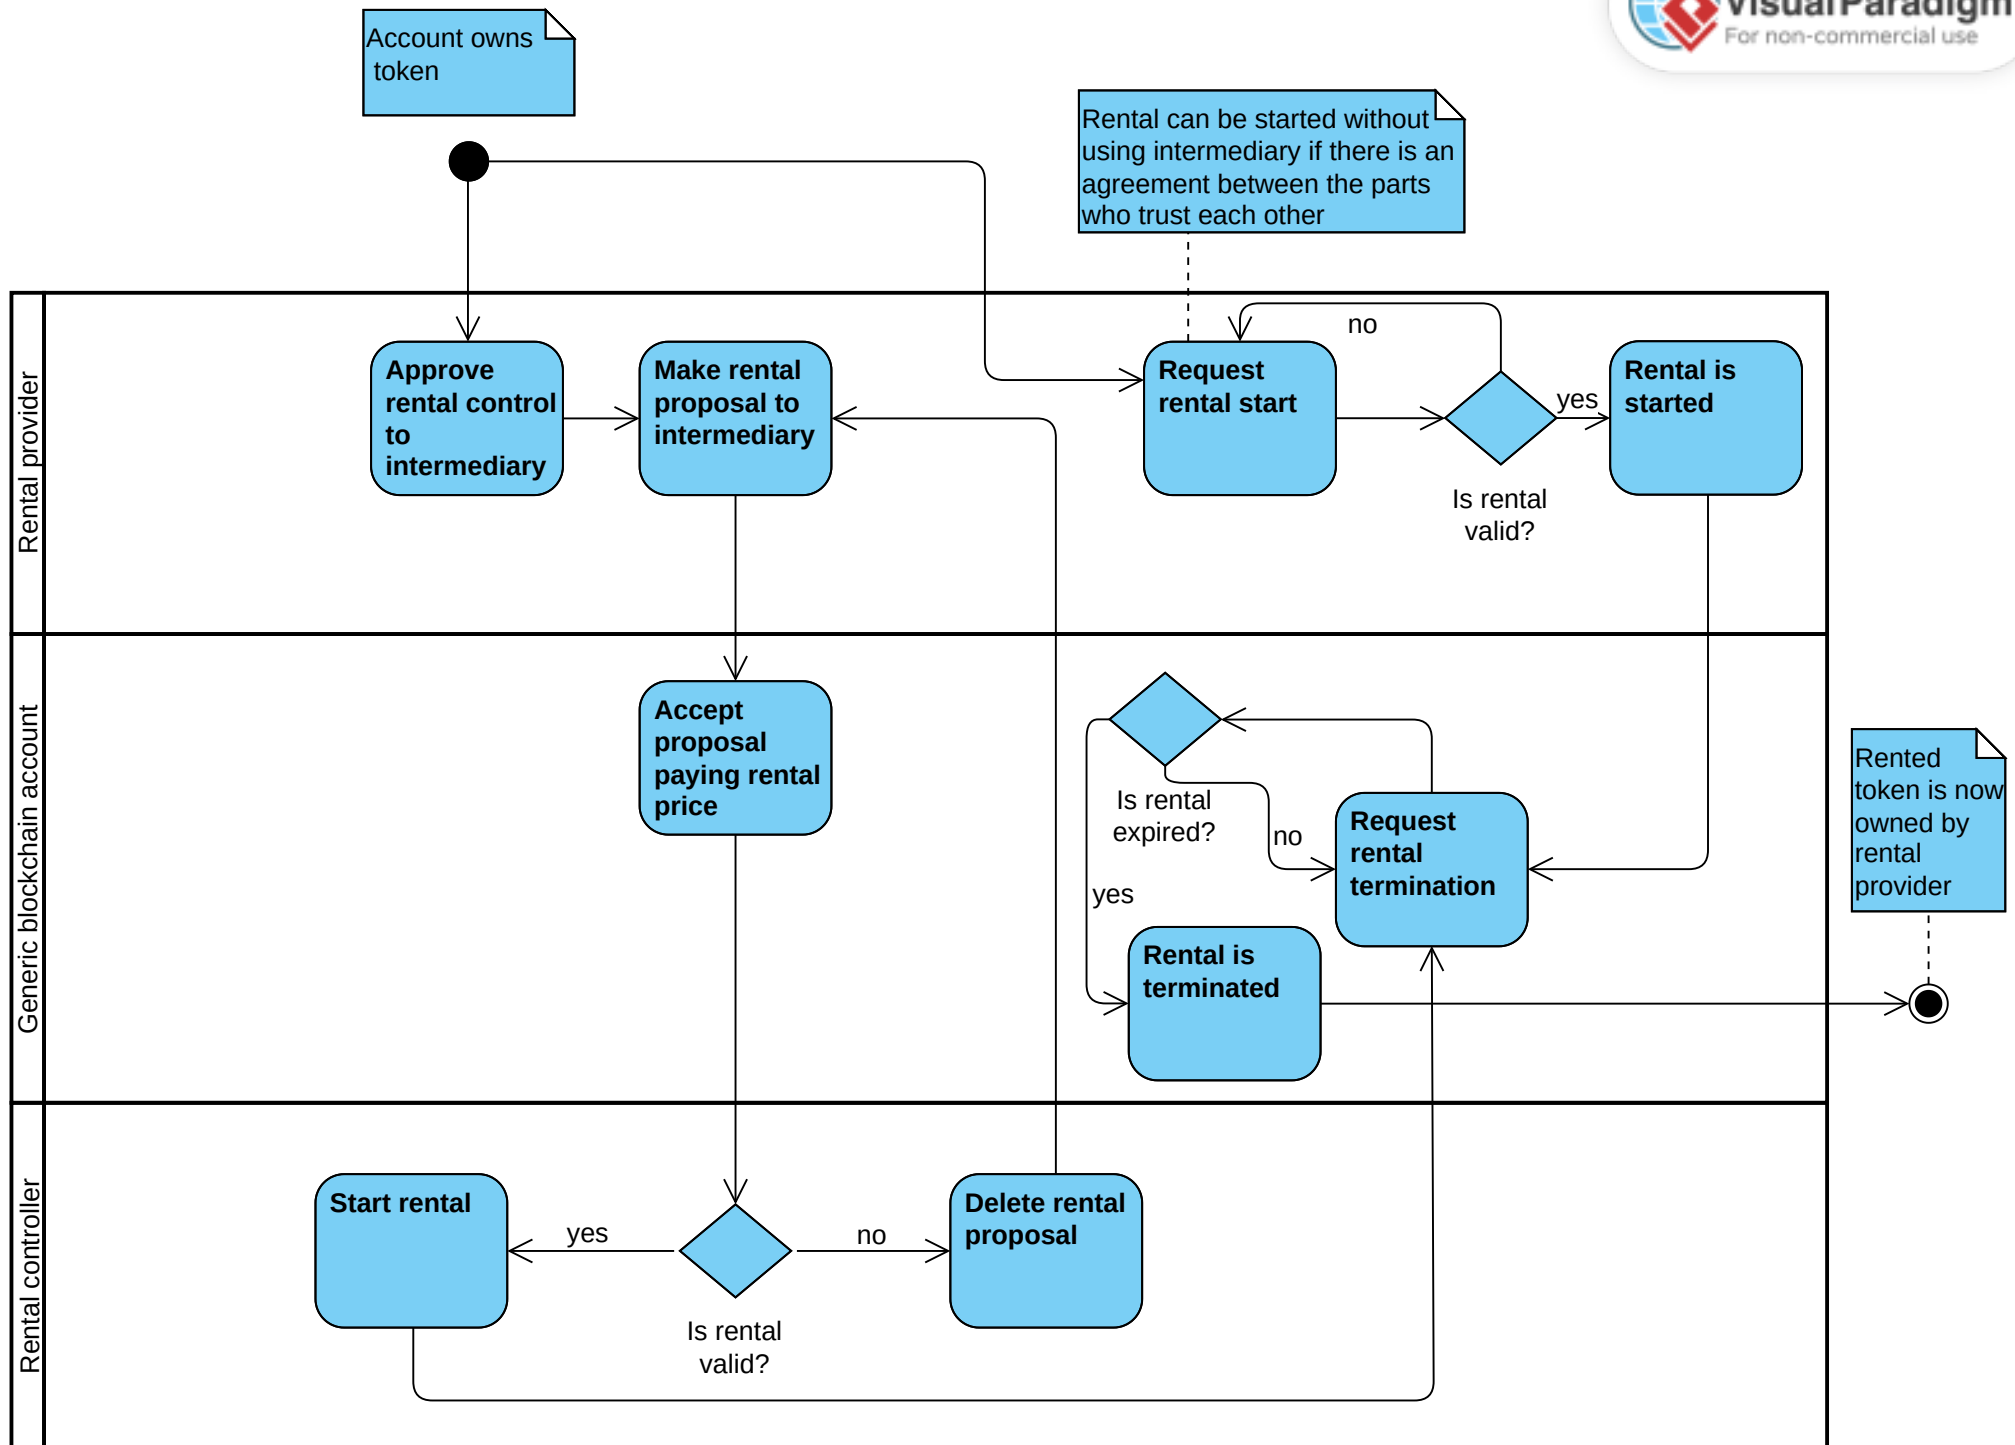 VisualParadigm
For non-commercial use
Account owns
token
Rental can be started without
using intermediary if there is an
agreement between the parts
who trust each other
Rental provider
Approve
rental control
to
intermediary
Make rental
proposal to
intermediary
Request
rental start
no
yes
Is rental
valid?
Rental is
started
Generic blockchain account
Accept
proposal
paying rental
price
Is rental
expired?
no
yes
Request
rental
termination
Rental is
terminated
Rented
token is now
owned by
rental
provider
Rental controller
Start rental
yes
Is rental
valid?
no
Delete rental
proposal